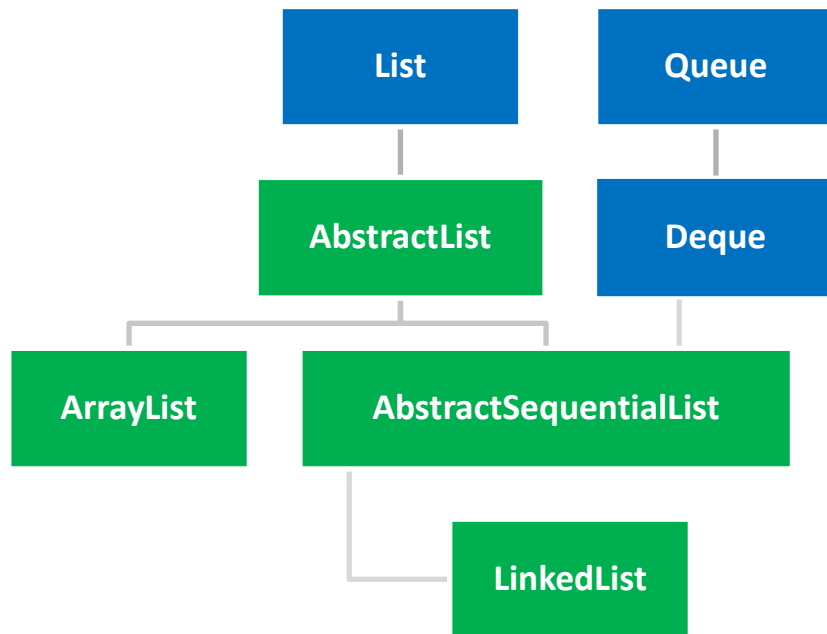 List
Queue
AbstractList
Deque
ArrayList
AbstractSequentialList
LinkedList